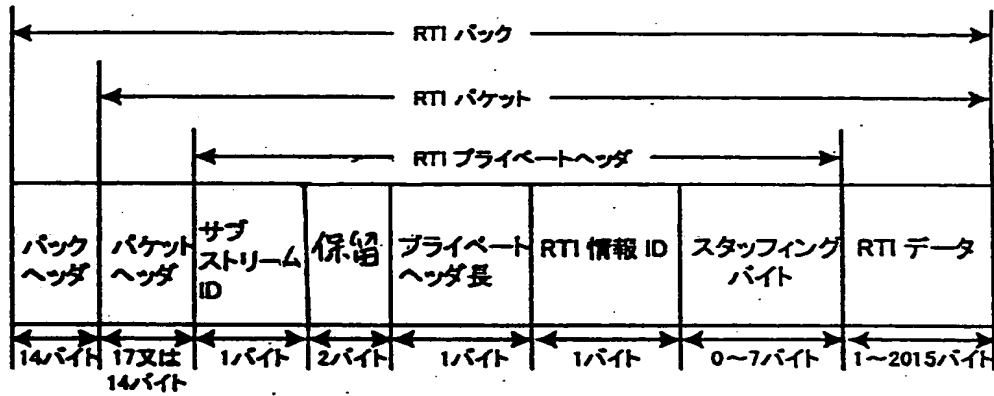 RTI パック
RTI パケット
RTI プライベートヘッダ
パック
ヘッダ
パケット
ヘッダ
サブ
ストリーム
ID
保留
プライベート
ヘッダ長
RTI 情報 ID
スタッフィング
バイト
RTI データ
14バイト
17又は
14バイト
1バイト
2バイト
1バイト
1バイト
0〜7バイト
1〜2015バイト